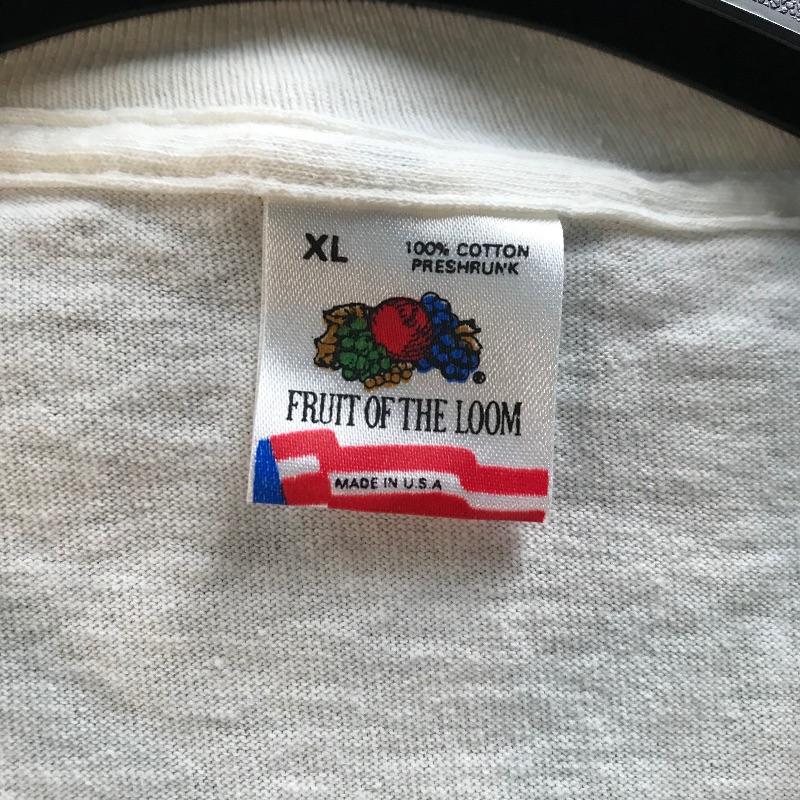 XL
100% COTTON
PRESHRUNK
FRUIT OF THE LOOM
MADE IN U.S.A